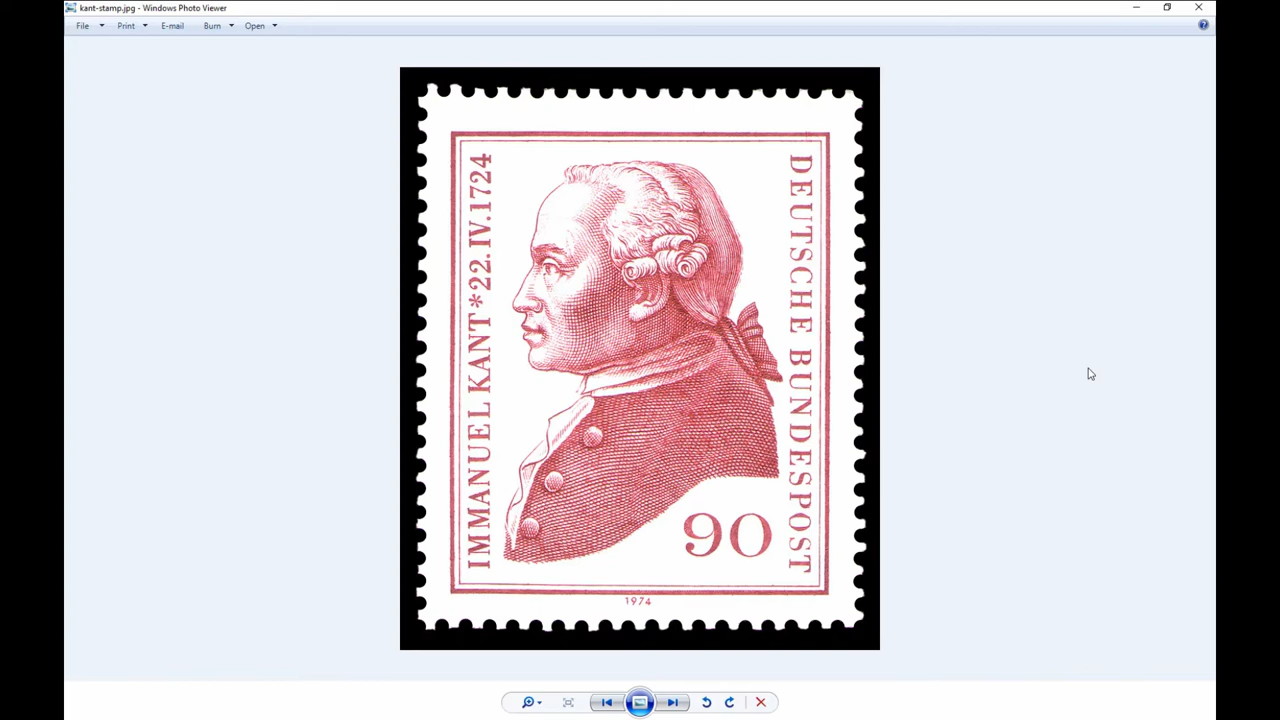 kant-stamp.jpg - Windows Photo Viewer
File Print E-mail Burn Open
IMMANUEL KANT * 22. IV. 1724
DEUTSCHE BUNDESPOST
90
1974